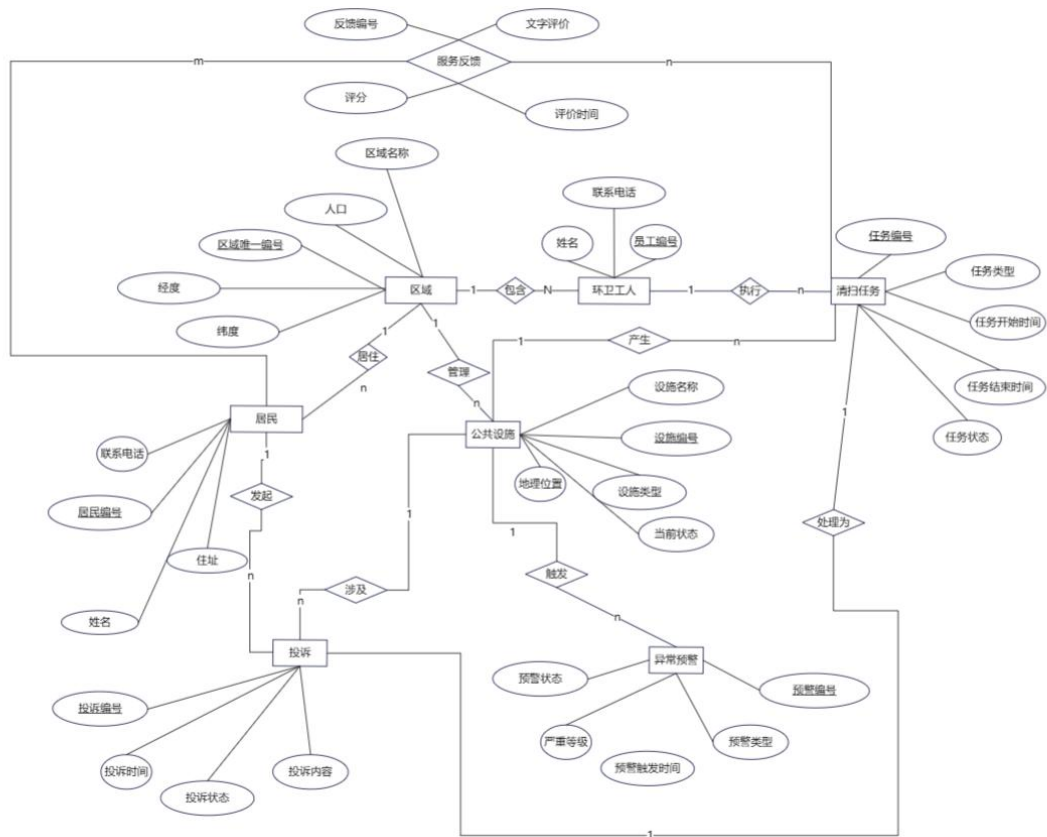 反馈编号
文字评价
m
服务反馈
n
评分
评价时间
区域名称
联系电话
人口
姓名
员工编号
任务编号
区域唯一编号
任务类型
经度
区域
1
包含
N
环卫工人
1
执行
n
清扫任务
任务开始时间
纬度
1
1
1
产生
n
居住
管理
任务结束时间
n
n
设施名称
1
居民
公共设施
设施编号
任务状态
联系电话
1
地理位置
设施类型
发起
居民编号
1
当前状态
处理为
1
住址
触发
n
涉及
n
n
姓名
投诉
异常预警
预警状态
预警编号
投诉编号
严重等级
预警类型
投诉时间
投诉内容
预警触发时间
投诉状态
1